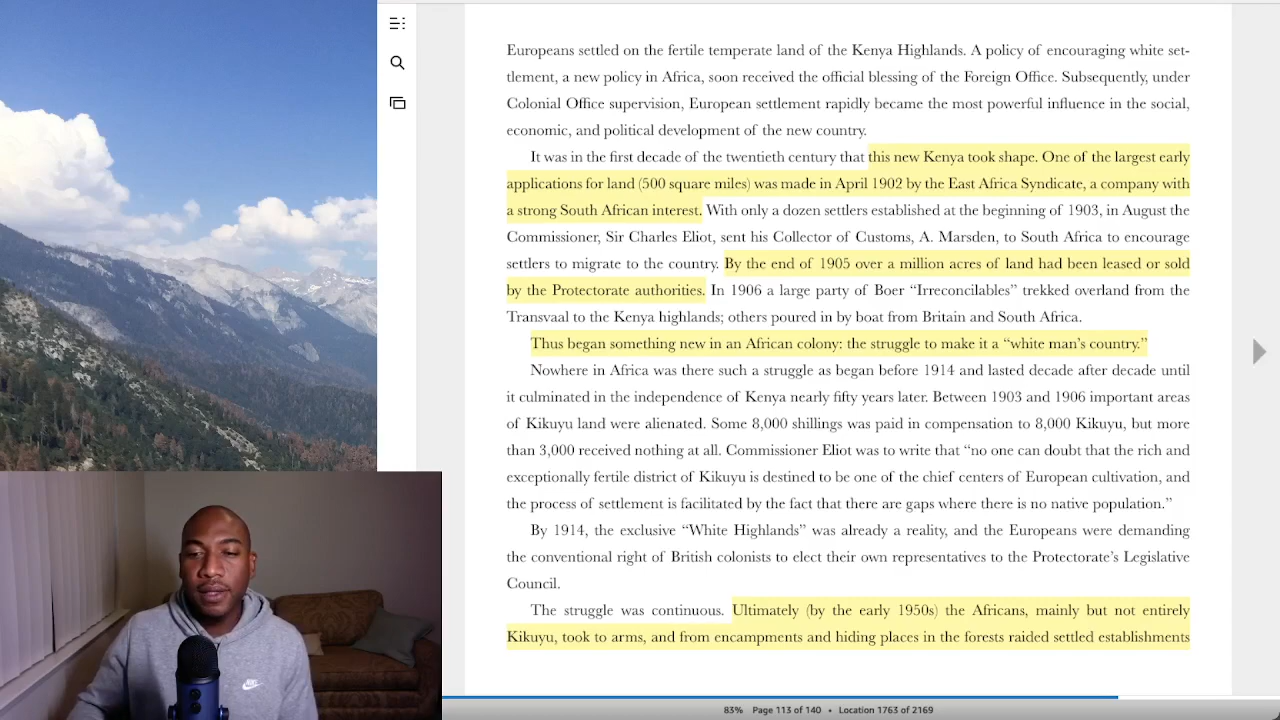 Europeans settled on the fertile temperate land of the Kenya Highlands. A policy of encouraging white set-
tlement, a new policy in Africa, soon received the official blessing of the Foreign Office. Subsequently, under
Colonial Office supervision, European settlement rapidly became the most powerful influence in the social,
economic, and political development of the new country.
It was in the first decade of the twentieth century that this new Kenya took shape. One of the largest early
applications for land (500 square miles) was made in April 1902 by the East Africa Syndicate, a company with
a strong South African interest. With only a dozen settlers established at the beginning of 1903, in August the
Commissioner, Sir Charles Eliot, sent his Collector of Customs, A. Marsden, to South Africa to encourage
settlers to migrate to the country. By the end of 1905 over a million acres of land had been leased or sold
by the Protectorate authorities. In 1906 a large party of Boer “Irreconcilables” trekked overland from the
Transvaal to the Kenya highlands; others poured in by boat from Britain and South Africa.
Thus began something new in an African colony: the struggle to make it a “white man’s country.”
Nowhere in Africa was there such a struggle as began before 1914 and lasted decade after decade until
it culminated in the independence of Kenya nearly fifty years later. Between 1903 and 1906 important areas
of Kikuyu land were alienated. Some 8,000 shillings was paid in compensation to 8,000 Kikuyu, but more
than 3,000 received nothing at all. Commissioner Eliot was to write that “no one can doubt that the rich and
exceptionally fertile district of Kikuyu is destined to be one of the chief centers of European cultivation, and
the process of settlement is facilitated by the fact that there are gaps where there is no native population.”
By 1914, the exclusive “White Highlands” was already a reality, and the Europeans were demanding
the conventional right of British colonists to elect their own representatives to the Protectorate’s Legislative
Council.
The struggle was continuous. Ultimately (by the early 1950s) the Africans, mainly but not entirely
Kikuyu, took to arms, and from encampments and hiding places in the forests raided settled establishments
83% Page 113 of 140 • Location 1763 of 2169